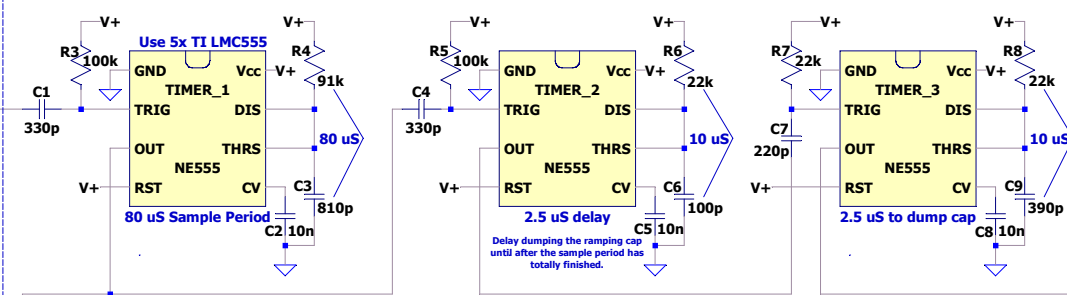 V+
V+
V+
V+
V+
V+
R3
100k
Use 5x TI LMC555
R4
91k
GND
Vcc
V+
TIMER_1
C1
330p
TRIG
DIS
80 uS
OUT
THRS
NE555
V+
RST
CV
C3
810p
80 uS Sample Period
C2
10n
R5
100k
R6
22k
GND
Vcc
V+
TIMER_2
C4
330p
TRIG
DIS
10 uS
OUT
THRS
NE555
V+
RST
CV
C6
100p
2.5 uS delay
C5
10n
Delay dumping the ramping cap
until after the sample period has
totally finished.
R7
22k
R8
22k
GND
Vcc
V+
TIMER_3
TRIG
DIS
C7
220p
10 uS
OUT
THRS
NE555
V+
RST
CV
C9
390p
2.5 uS to dump cap
C8
10n